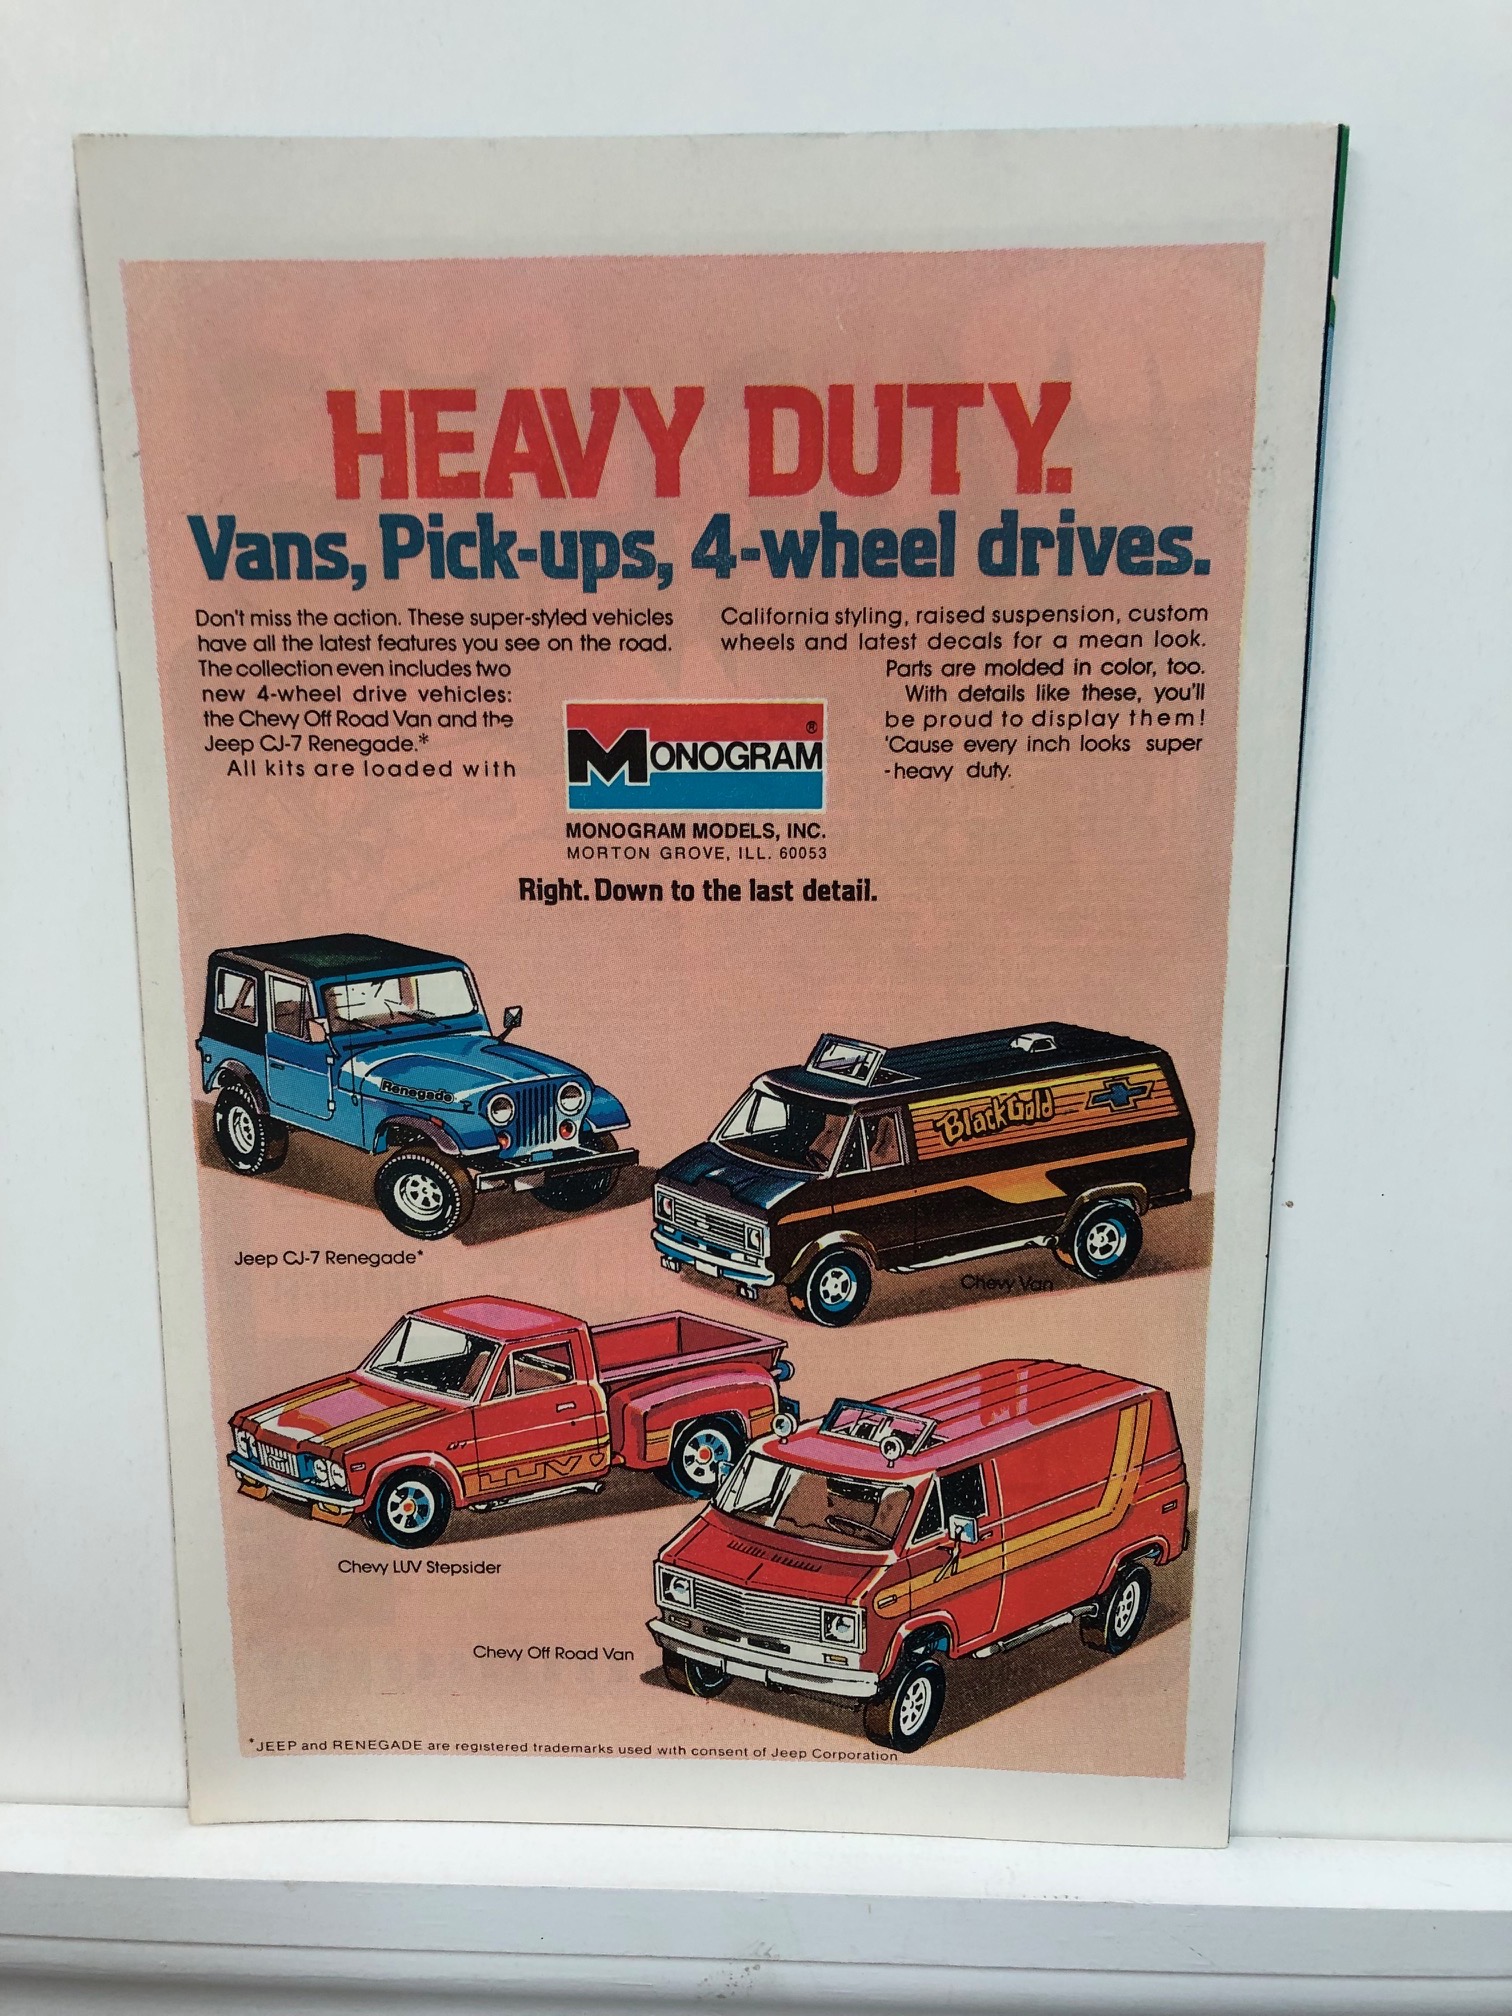 HEAVY DUTY.
Vans, Pick-ups, 4-wheel drives.
Don't miss the action. These super-styled vehicles
have all the latest features you see on the road.
The collection even includes two
new 4-wheel drive vehicles:
the Chevy Off Road Van and the
Jeep CJ-7 Renegade.*
All kits are loaded with
California styling, raised suspension, custom
wheels and latest decals for a mean look.
Parts are molded in color, too.
With details like these, you'll
be proud to display them!
'Cause every inch looks super
-heavy duty.
MONOGRAM ®
MONOGRAM MODELS, INC.
MORTON GROVE, ILL. 60053
Right. Down to the last detail.
Renegade
Jeep CJ-7 Renegade*
Black Gold
Chevy Van
LUV
Chevy LUV Stepsider
Chevy Off Road Van
*JEEP and RENEGADE are registered trademarks used with consent of Jeep Corporation